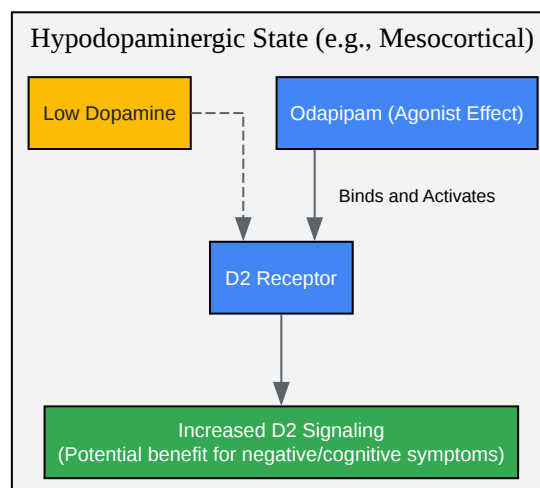 Hypodopaminergic State (e.g., Mesocortical)
Low Dopamine
Odapipam (Agonist Effect)
Binds and Activates
D2 Receptor
Increased D2 Signaling
(Potential benefit for negative/cognitive symptoms)